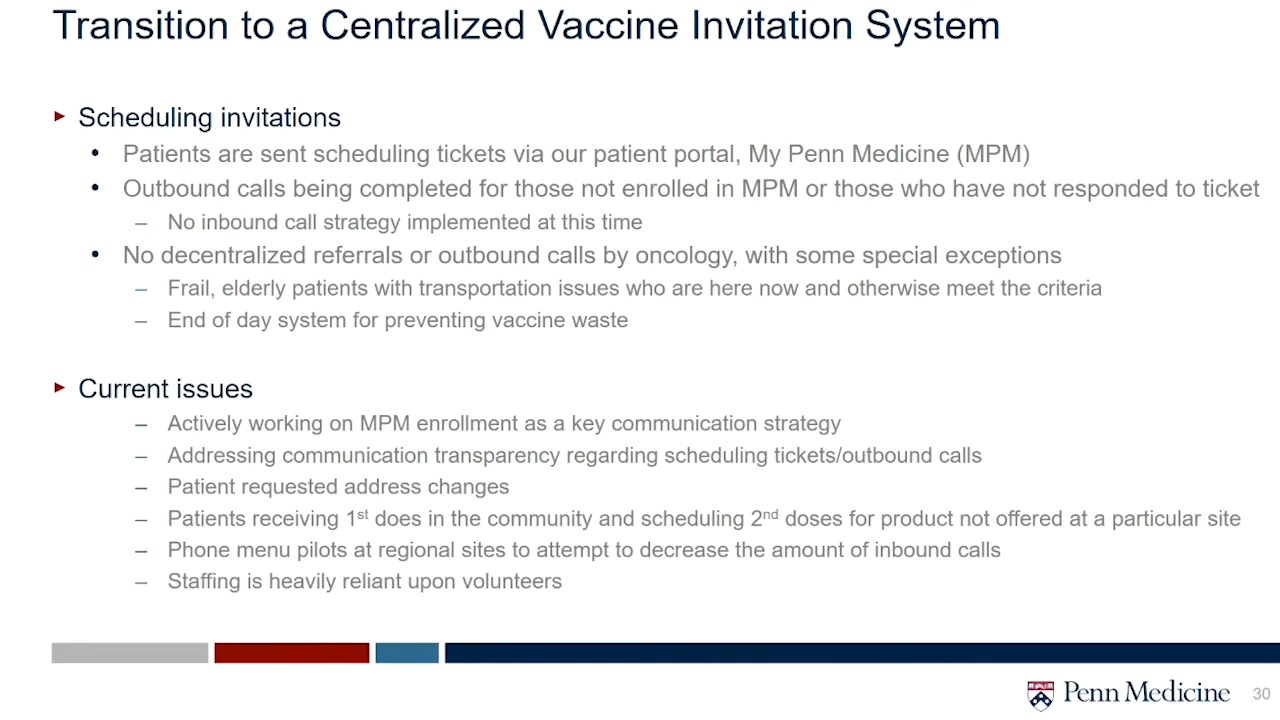 Transition to a Centralized Vaccine Invitation System
▸ Scheduling invitations
• Patients are sent scheduling tickets via our patient portal, My Penn Medicine (MPM)
• Outbound calls being completed for those not enrolled in MPM or those who have not responded to ticket
– No inbound call strategy implemented at this time
• No decentralized referrals or outbound calls by oncology, with some special exceptions
– Frail, elderly patients with transportation issues who are here now and otherwise meet the criteria
– End of day system for preventing vaccine waste
▸ Current issues
– Actively working on MPM enrollment as a key communication strategy
– Addressing communication transparency regarding scheduling tickets/outbound calls
– Patient requested address changes
– Patients receiving 1st does in the community and scheduling 2nd doses for product not offered at a particular site
– Phone menu pilots at regional sites to attempt to decrease the amount of inbound calls
– Staffing is heavily reliant upon volunteers
Penn Medicine 30